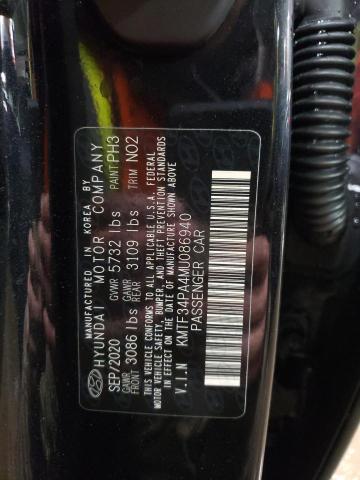 MANUFACTURED IN KOREA BY
HYUNDAI MOTOR COMPANY
SEP/2020 GVWR 5732 lbs PAINT PH3
GAWR FRONT 3086 lbs GAWR REAR 3109 lbs TRIM NO2
THIS VEHICLE CONFORMS TO ALL APPLICABLE U.S.A. FEDERAL
MOTOR VEHICLE SAFETY, BUMPER, AND THEFT PREVENTION STANDARDS
IN EFFECT ON THE DATE OF MANUFACTURE SHOWN ABOVE
V.I.N KMTF34PA4MU086940
PASSENGER CAR